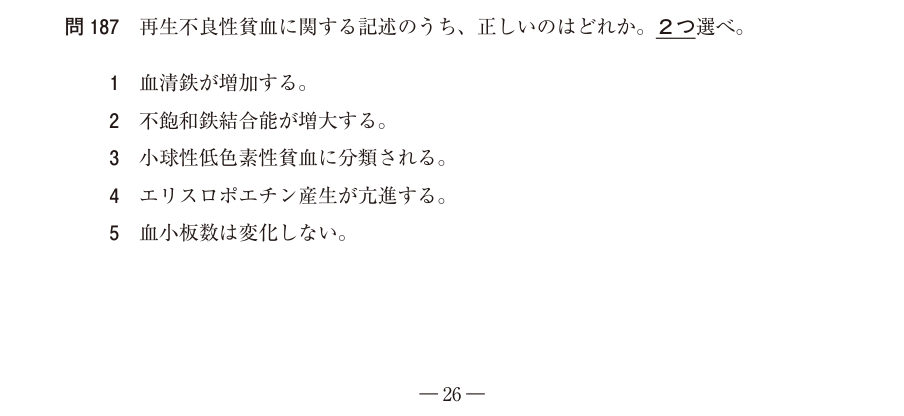 問 187 再生不良性貧血に関する記述のうち、正しいのはどれか。２つ選べ。
1 血清鉄が増加する。
2 不飽和鉄結合能が増大する。
3 小球性低色素性貧血に分類される。
4 エリスロポエチン産生が亢進する。
5 血小板数は変化しない。
— 26 —